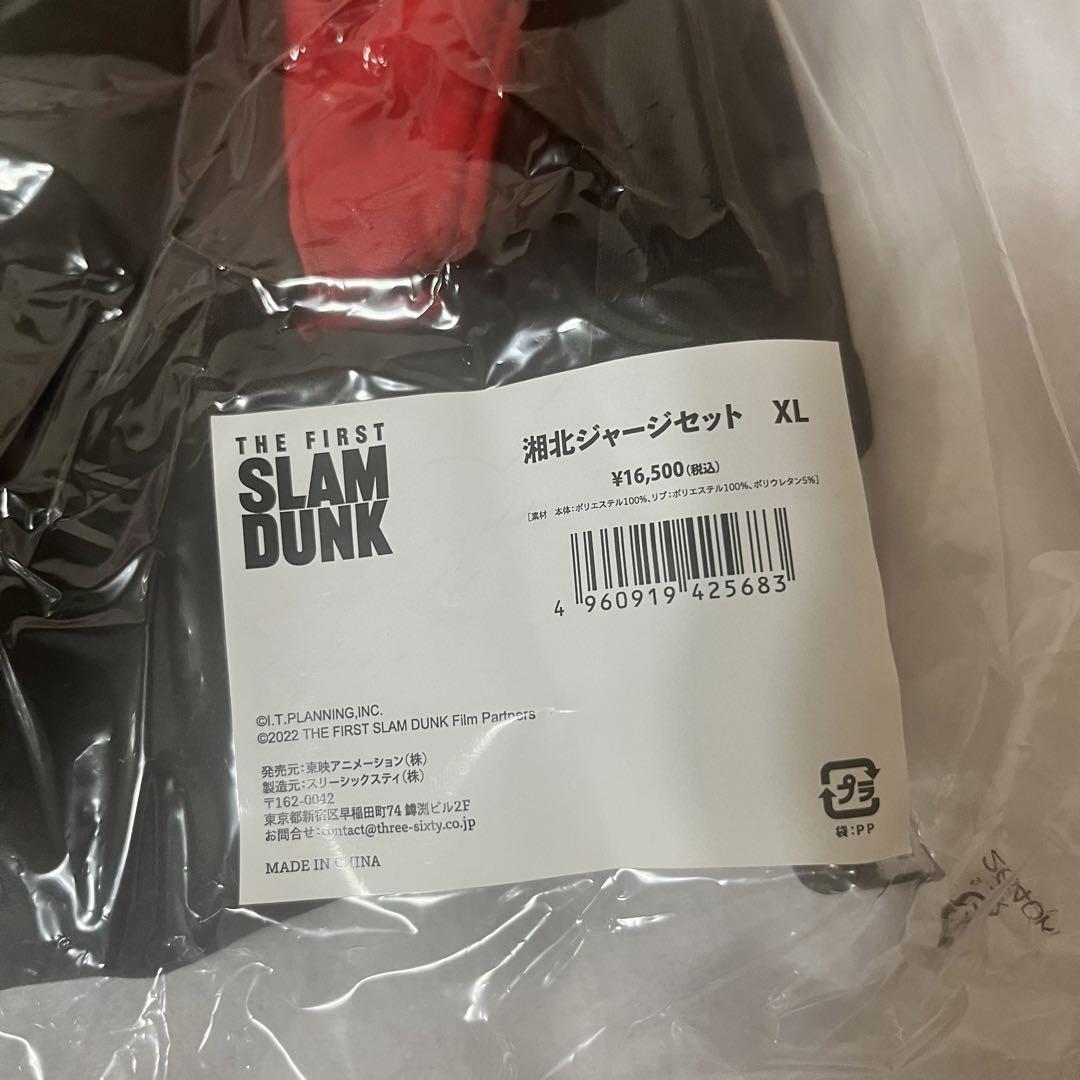 THE FIRST
SLAM
DUNK
湘北ジャージセット XL
¥16,500(税込)
[素材 本体:ポリエステル100%、リブ:ポリエステル100%、ポリウレタン5%]
4 960919 425683
©I.T.PLANNING,INC.
©2022 THE FIRST SLAM DUNK Film Partners
発売元:東映アニメーション(株)
製造元:スリーシックスティ(株)
〒162-0042
東京都新宿区早稲田町74 鱒渕ビル2F
お問合せ:contact@three-sixty.co.jp
MADE IN CHINA
プラ
袋:PP